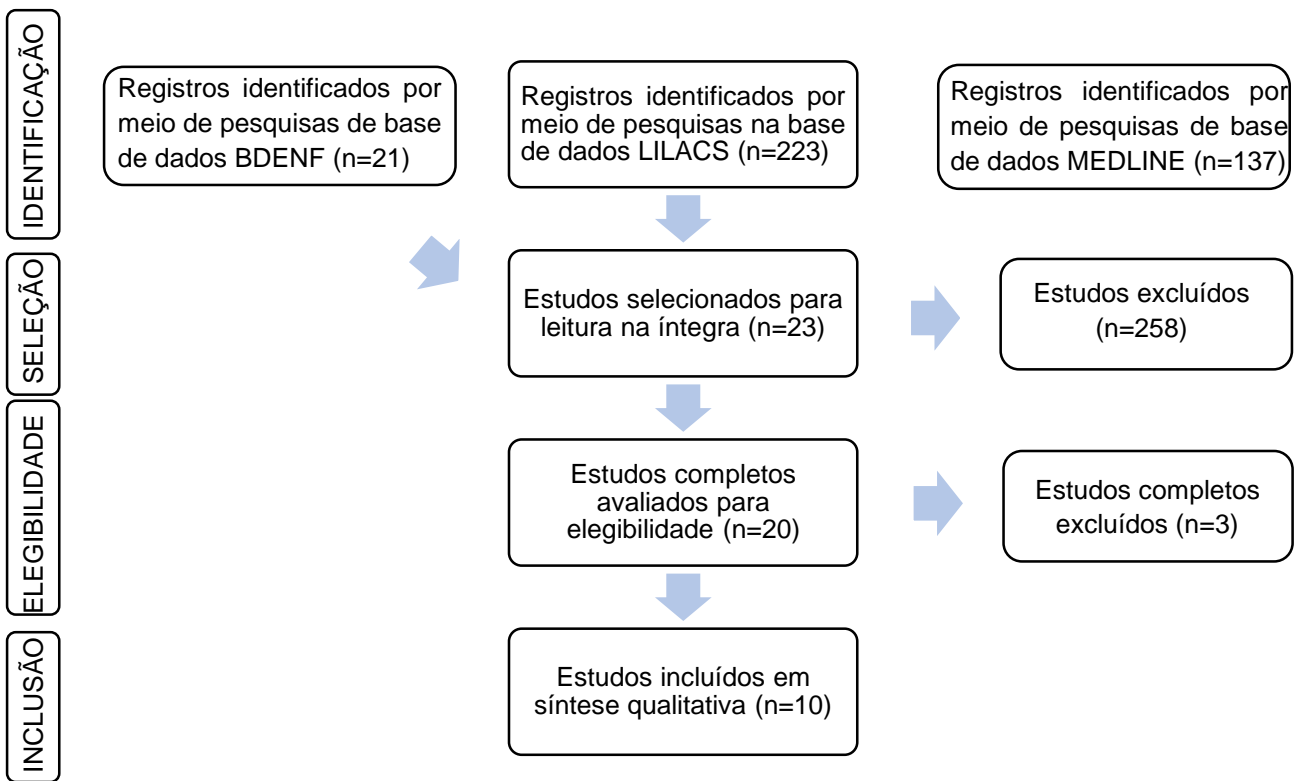 IDENTIFICAÇÃO
Registros identificados por
meio de pesquisas de base
de dados BDENF (n=21)
Registros identificados por
meio de pesquisas na base
de dados LILACS (n=223)
Registros identificados por
meio de pesquisas de base
de dados MEDLINE (n=137)
SELEÇÃO
Estudos selecionados para
leitura na íntegra (n=23)
Estudos excluídos
(n=258)
ELEGIBILIDADE
Estudos completos
avaliados para
elegibilidade (n=20)
Estudos completos
excluídos (n=3)
INCLUSÃO
Estudos incluídos em
síntese qualitativa (n=10)